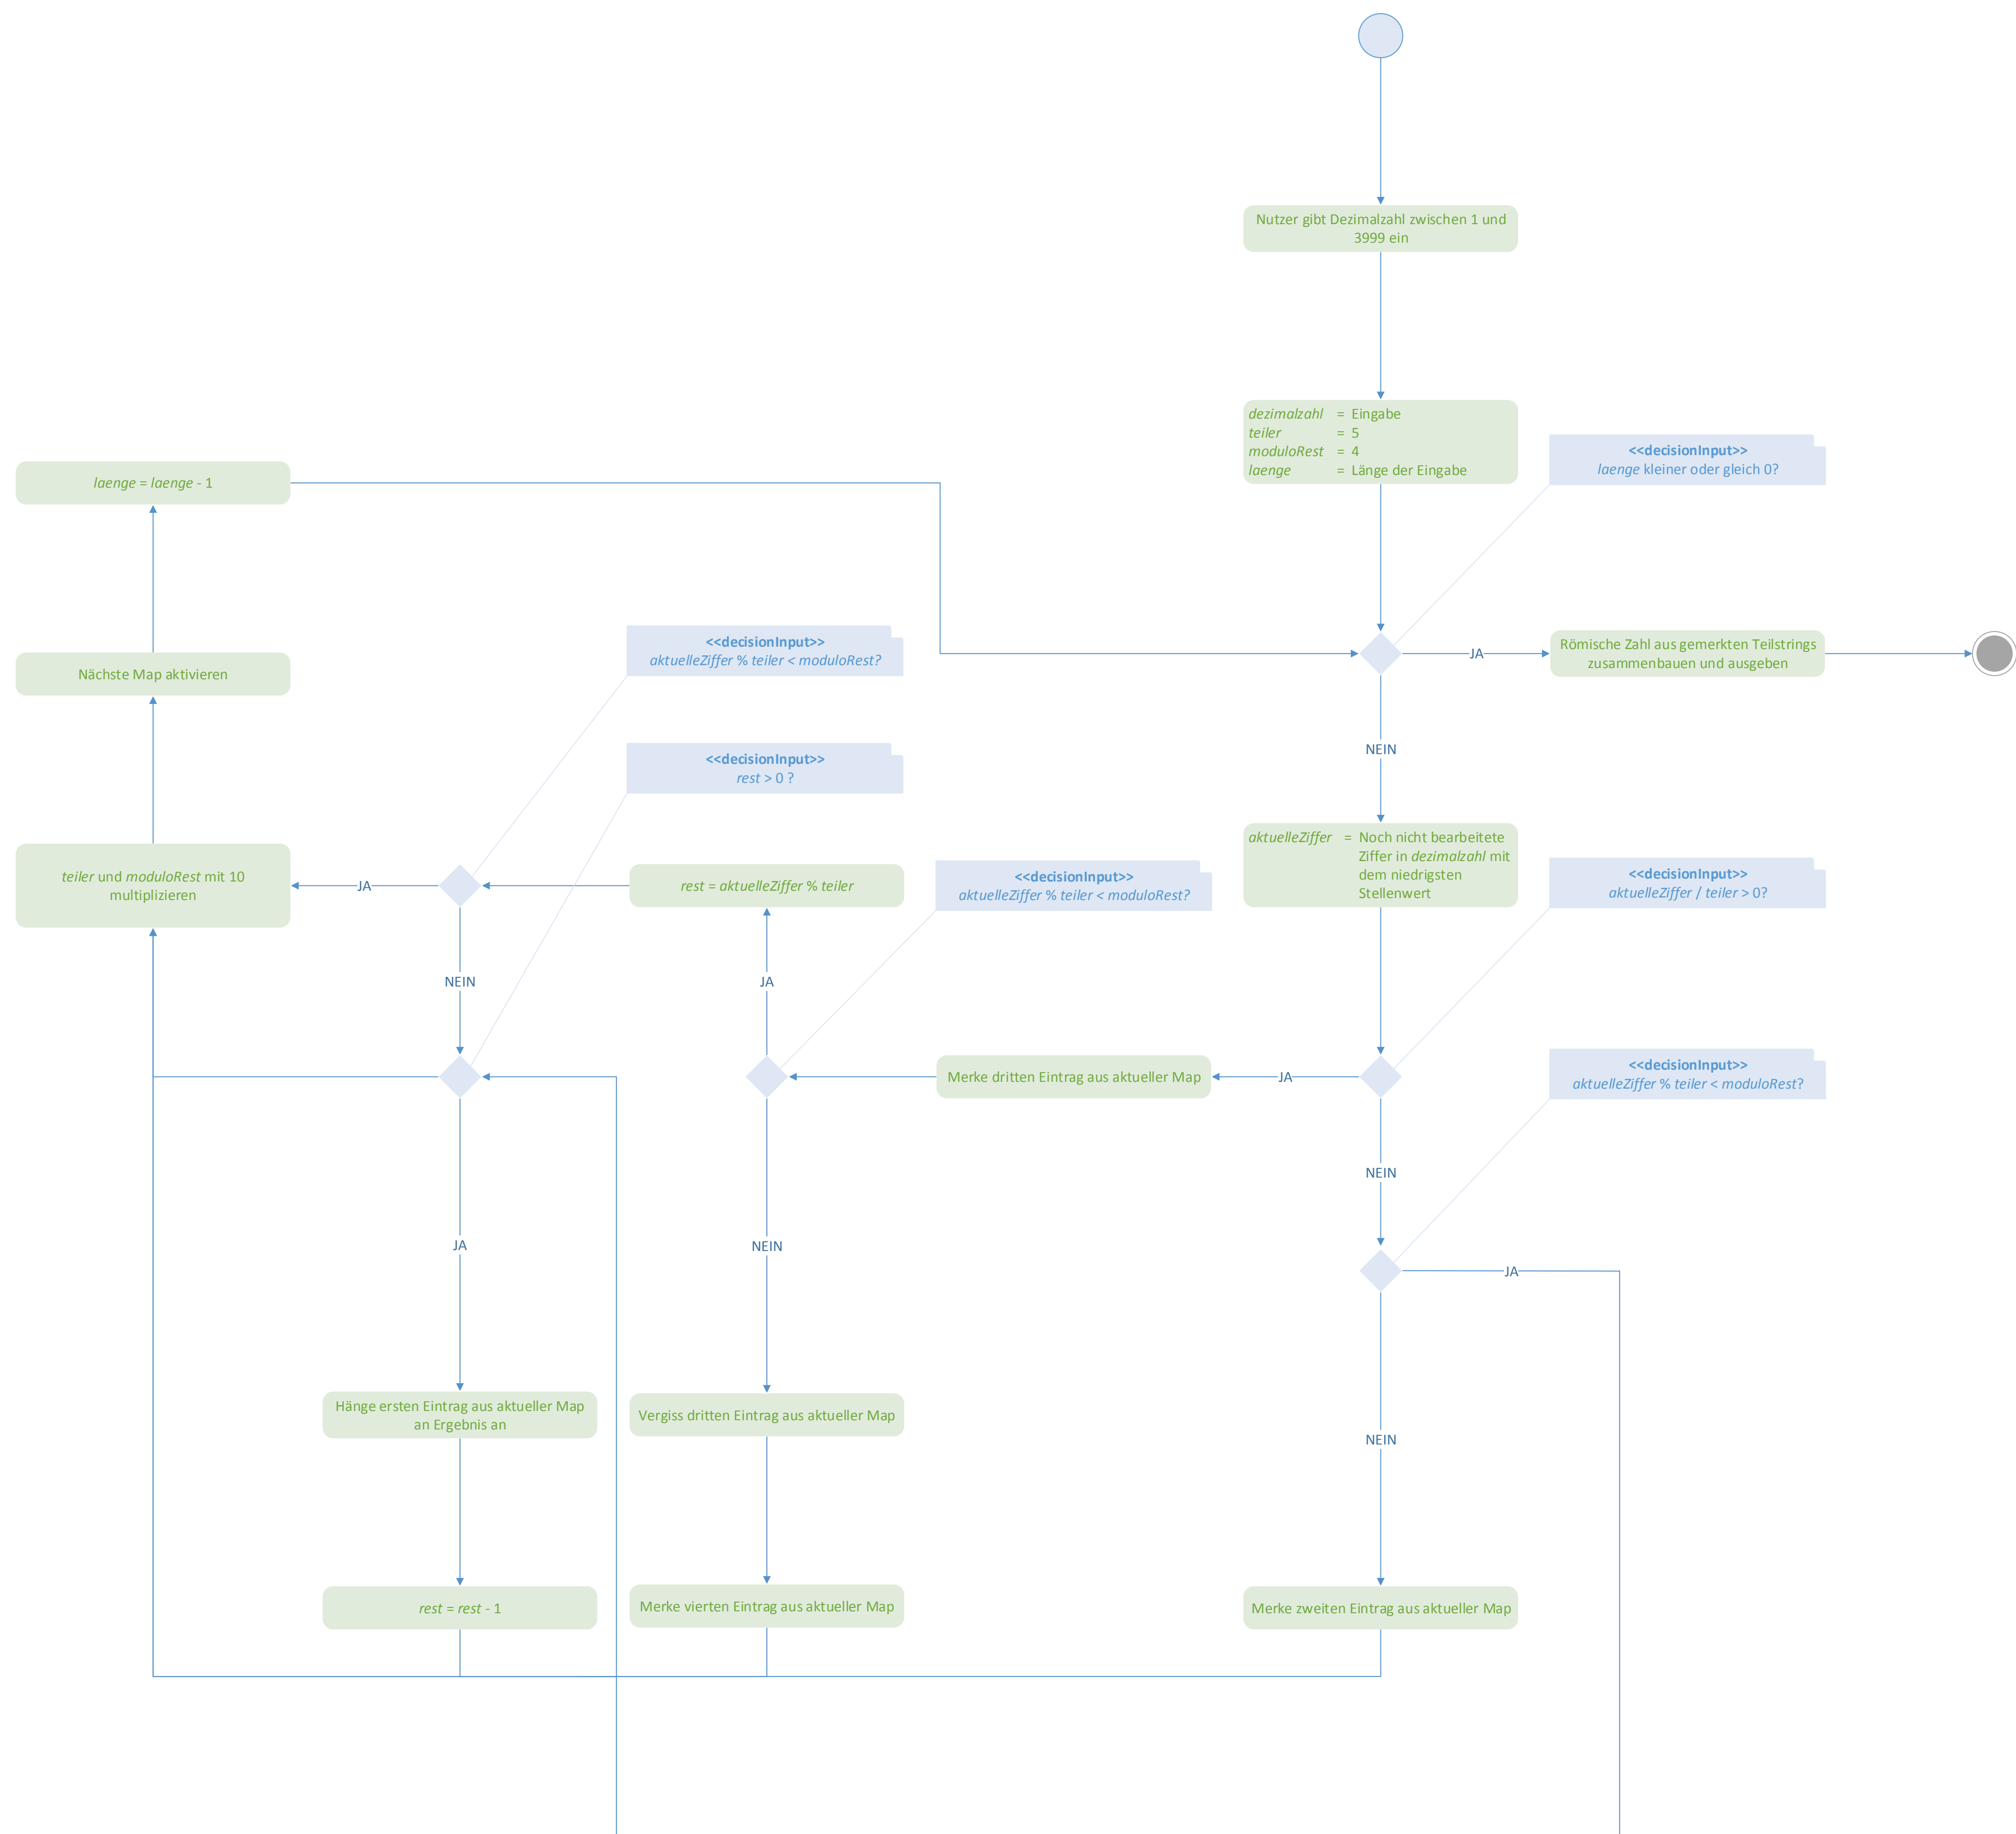 Nutzer gibt Dezimalzahl zwischen 1 und
3999 ein
dezimalzahl = Eingabe
teiler = 5
moduloRest = 4
laenge = Länge der Eingabe
<<decisionInput>>
laenge kleiner oder gleich 0?
laenge = laenge - 1
<<decisionInput>>
aktuelleZiffer % teiler < moduloRest?
Nächste Map aktivieren
JA
Römische Zahl aus gemerkten Teilstrings
zusammenbauen und ausgeben
NEIN
<<decisionInput>>
rest > 0 ?
aktuelleZiffer = Noch nicht bearbeitete
Ziffer in dezimalzahl mit
dem niedrigsten
Stellenwert
<<decisionInput>>
aktuelleZiffer / teiler > 0?
<<decisionInput>>
aktuelleZiffer % teiler < moduloRest?
teiler und moduloRest mit 10
multiplizieren
JA
rest = aktuelleZiffer % teiler
NEIN
JA
Merke dritten Eintrag aus aktueller Map
JA
<<decisionInput>>
aktuelleZiffer % teiler < moduloRest?
NEIN
JA
NEIN
JA
Hänge ersten Eintrag aus aktueller Map
an Ergebnis an
Vergiss dritten Eintrag aus aktueller Map
NEIN
rest = rest - 1
Merke vierten Eintrag aus aktueller Map
Merke zweiten Eintrag aus aktueller Map